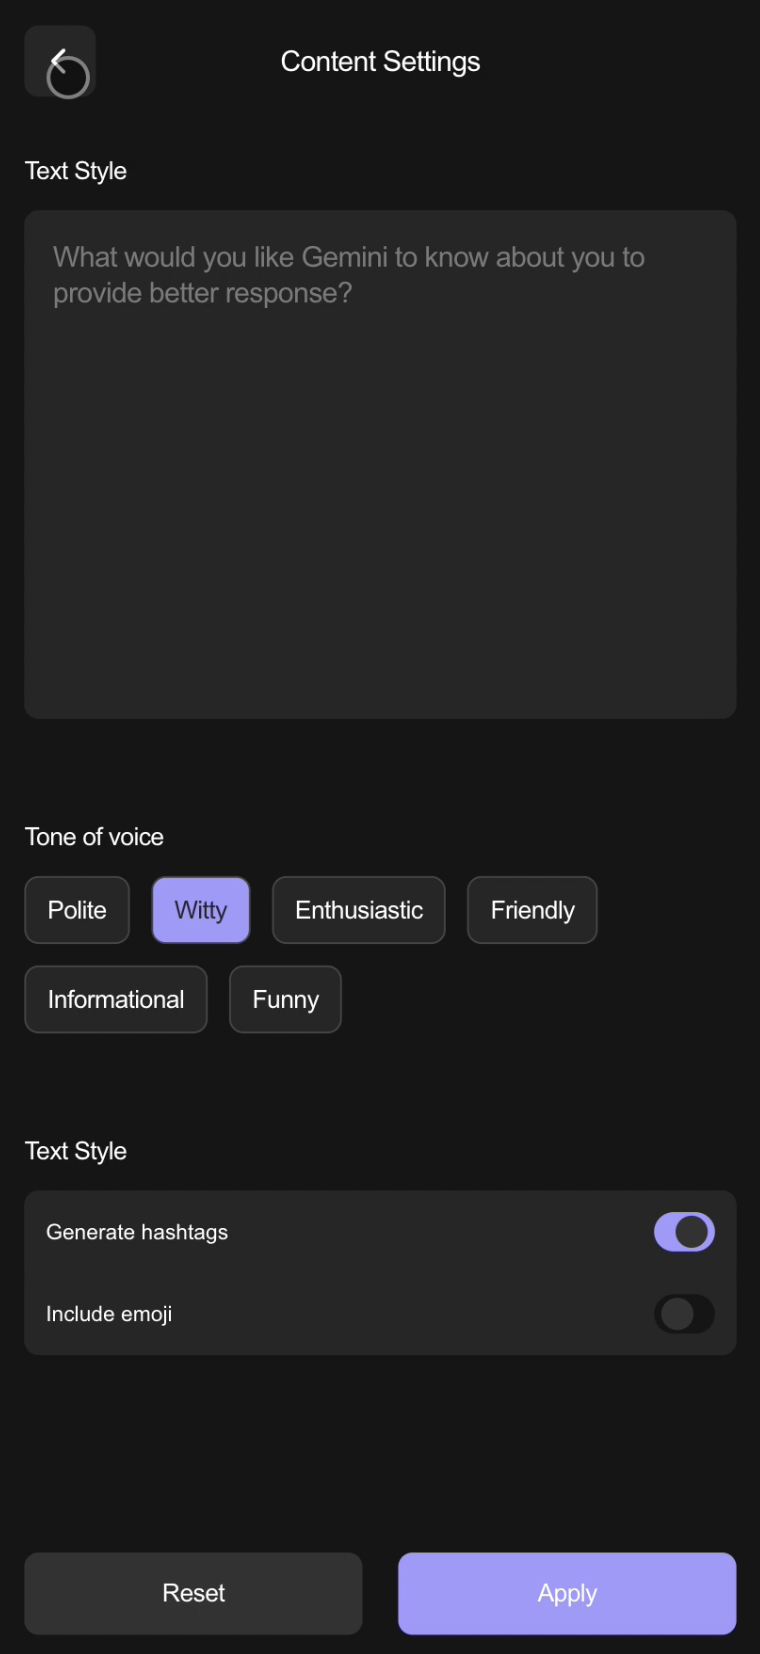 Content Settings
Text Style
What would you like Gemini to know about you to
provide better response?
Tone of voice
Polite
Witty
Enthusiastic
Friendly
Informational
Funny
Text Style
Generate hashtags
Include emoji
Reset
Apply